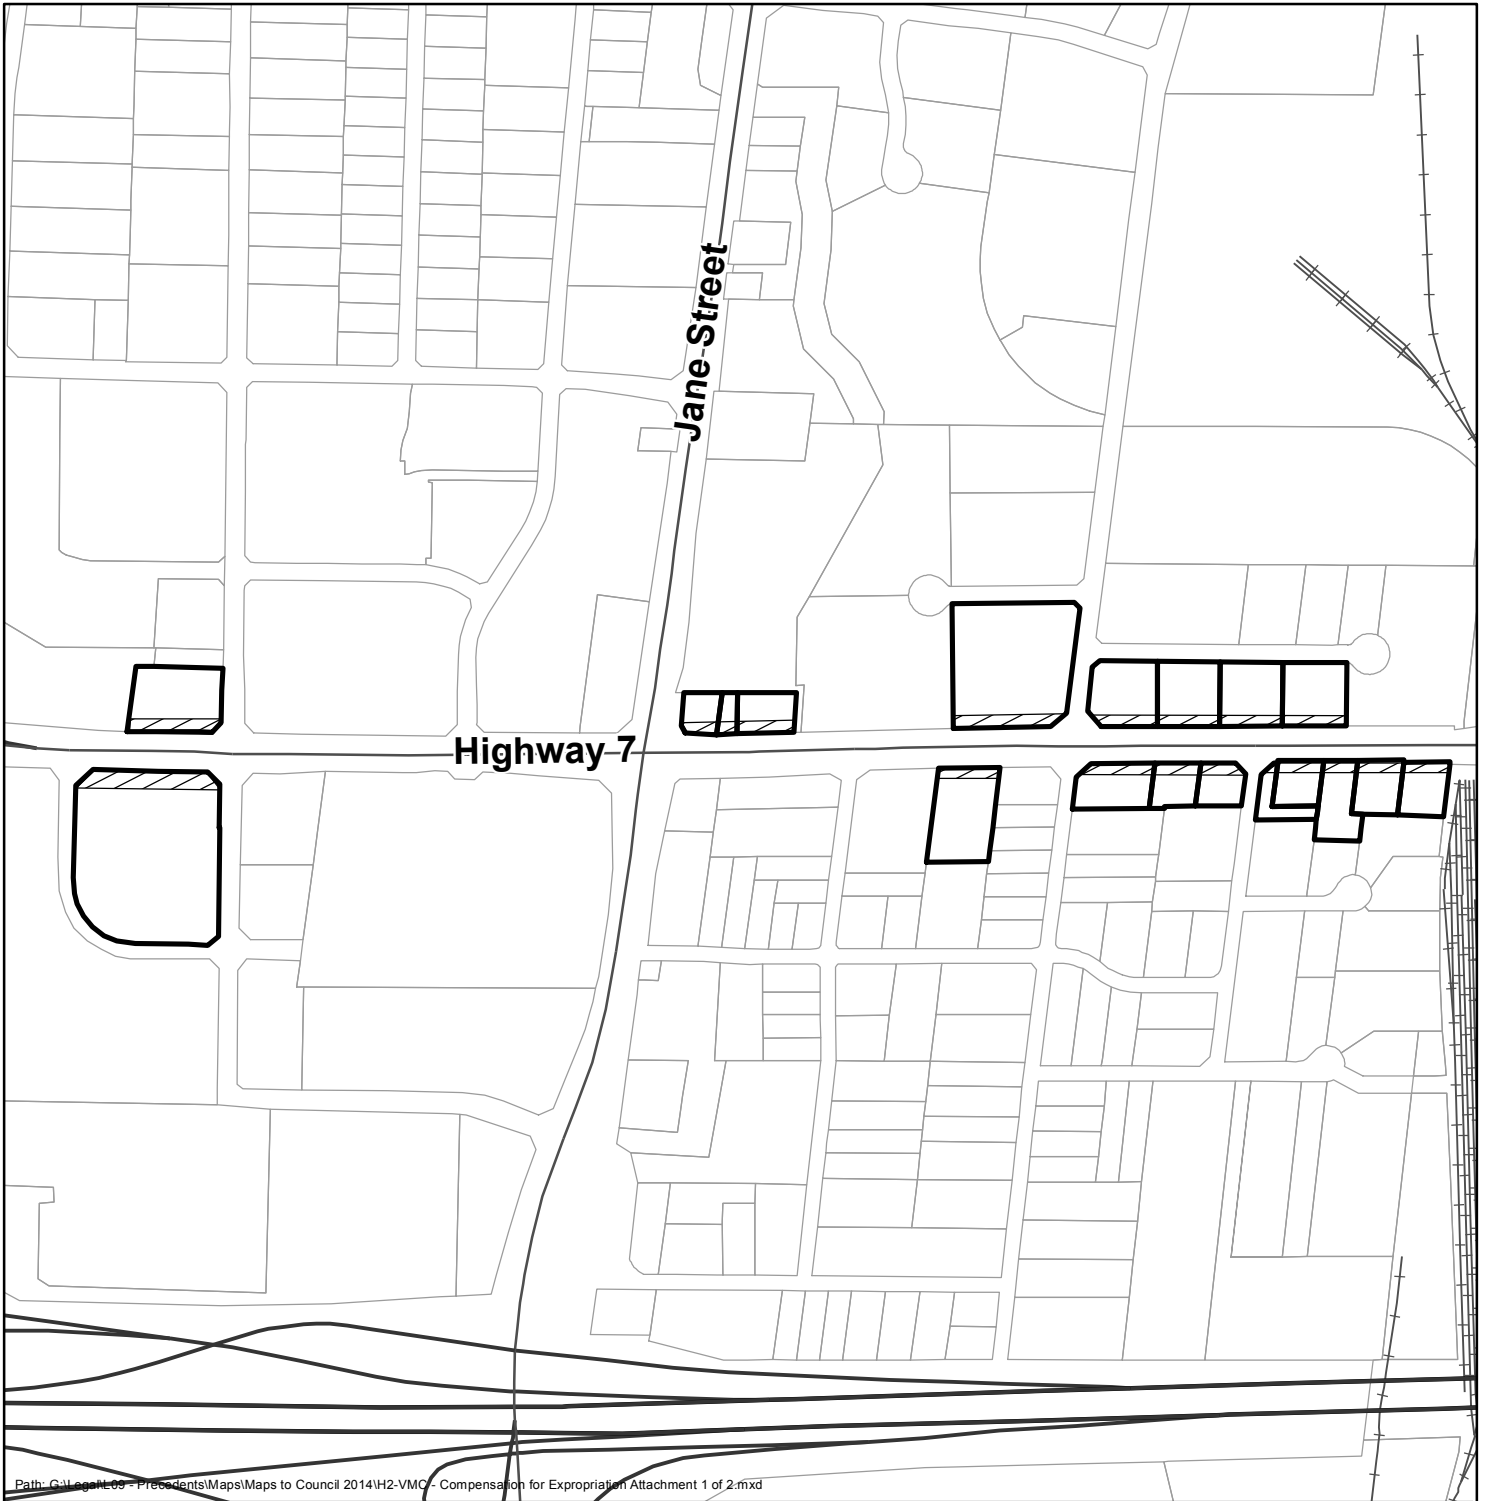 Jane Street
Highway 7
Path: G:\Legal\L09 - Precedents\Maps\Maps to Council 2014\H2-VMC - Compensation for Expropriation Attachment 1 of 2.mxd